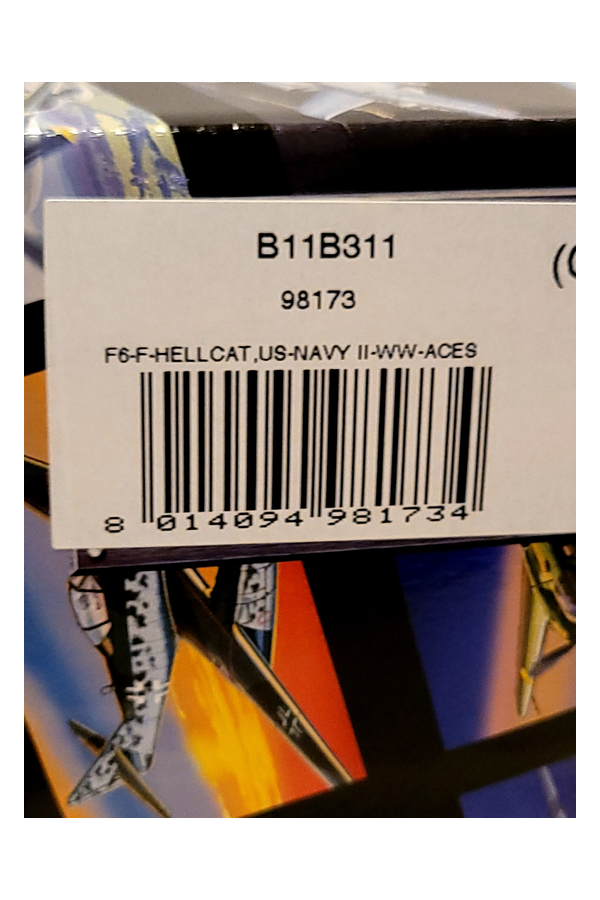 B11B311
(
98173
F6-F-HELLCAT,US-NAVY II-WW-ACES
8 014094 981734